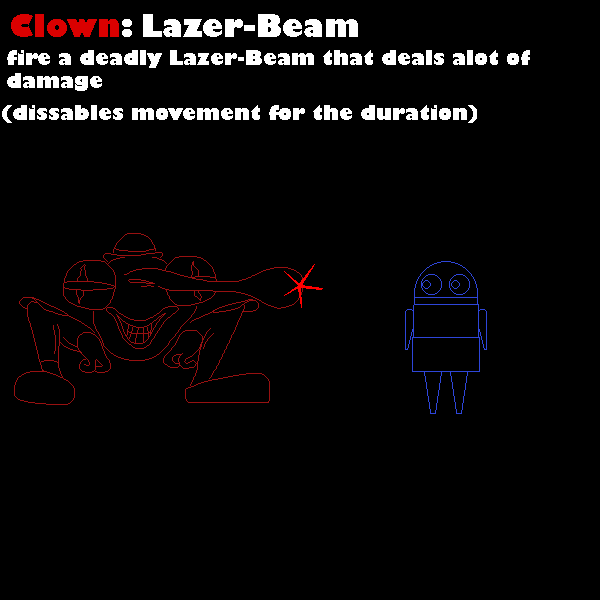 Clown: Lazer-Beam
fire a deadly Lazer-Beam that deals alot of
damage
(dissables movement for the duration)